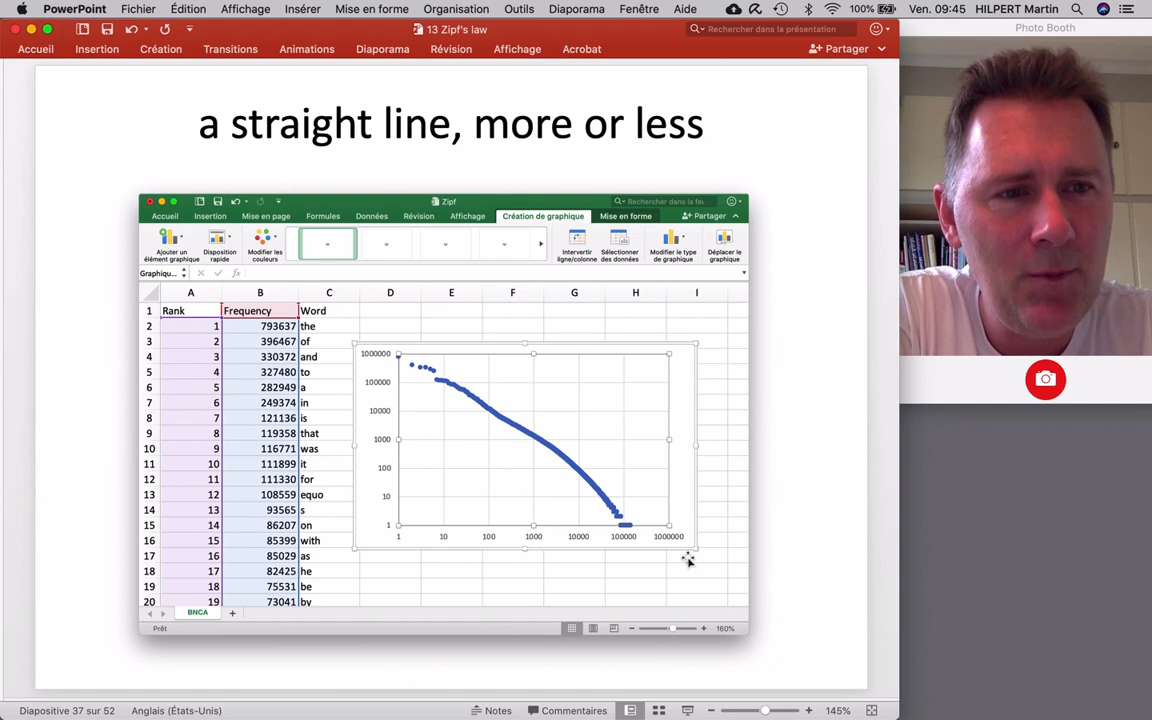 PowerPoint Fichier Édition Affichage Insérer Mise en forme Organisation Outils Diaporama Fenêtre Aide 100% Ven. 09:45 HILPERT Martin
13 Zipf's law
Rechercher dans la présentation
Photo Booth
Accueil Insertion Création Transitions Animations Diaporama Révision Affichage Acrobat Partager
a straight line, more or less
Zipf
Rechercher dans la feu
Accueil Insertion Mise en page Formules Données Révision Affichage Création de graphique Mise en forme Partager
Ajouter un élément graphique
Disposition rapide
Modifier les couleurs
Intervertir ligne/colonne
Sélectionner des données
Modifier le type de graphique
Déplacer le graphique
Graphiqu... fx
A B C D E F G H I
1 Rank Frequency Word
2 1 793637 the
3 2 396467 of
4 3 330372 and
5 4 327480 to
6 5 282949 a
7 6 249374 in
8 7 121136 is
9 8 119358 that
10 9 116771 was
11 10 111899 it
12 11 111330 for
13 12 108559 equo
14 13 93565 s
15 14 86207 on
16 15 85399 with
17 16 85029 as
18 17 82425 he
19 18 75531 be
20 19 73041 by
1000000
100000
10000
1000
100
10
1
1 10 100 1000 10000 100000 1000000
BNCA
Prêt
160%
Diapositive 37 sur 52 Anglais (États-Unis) Notes Commentaires 145%